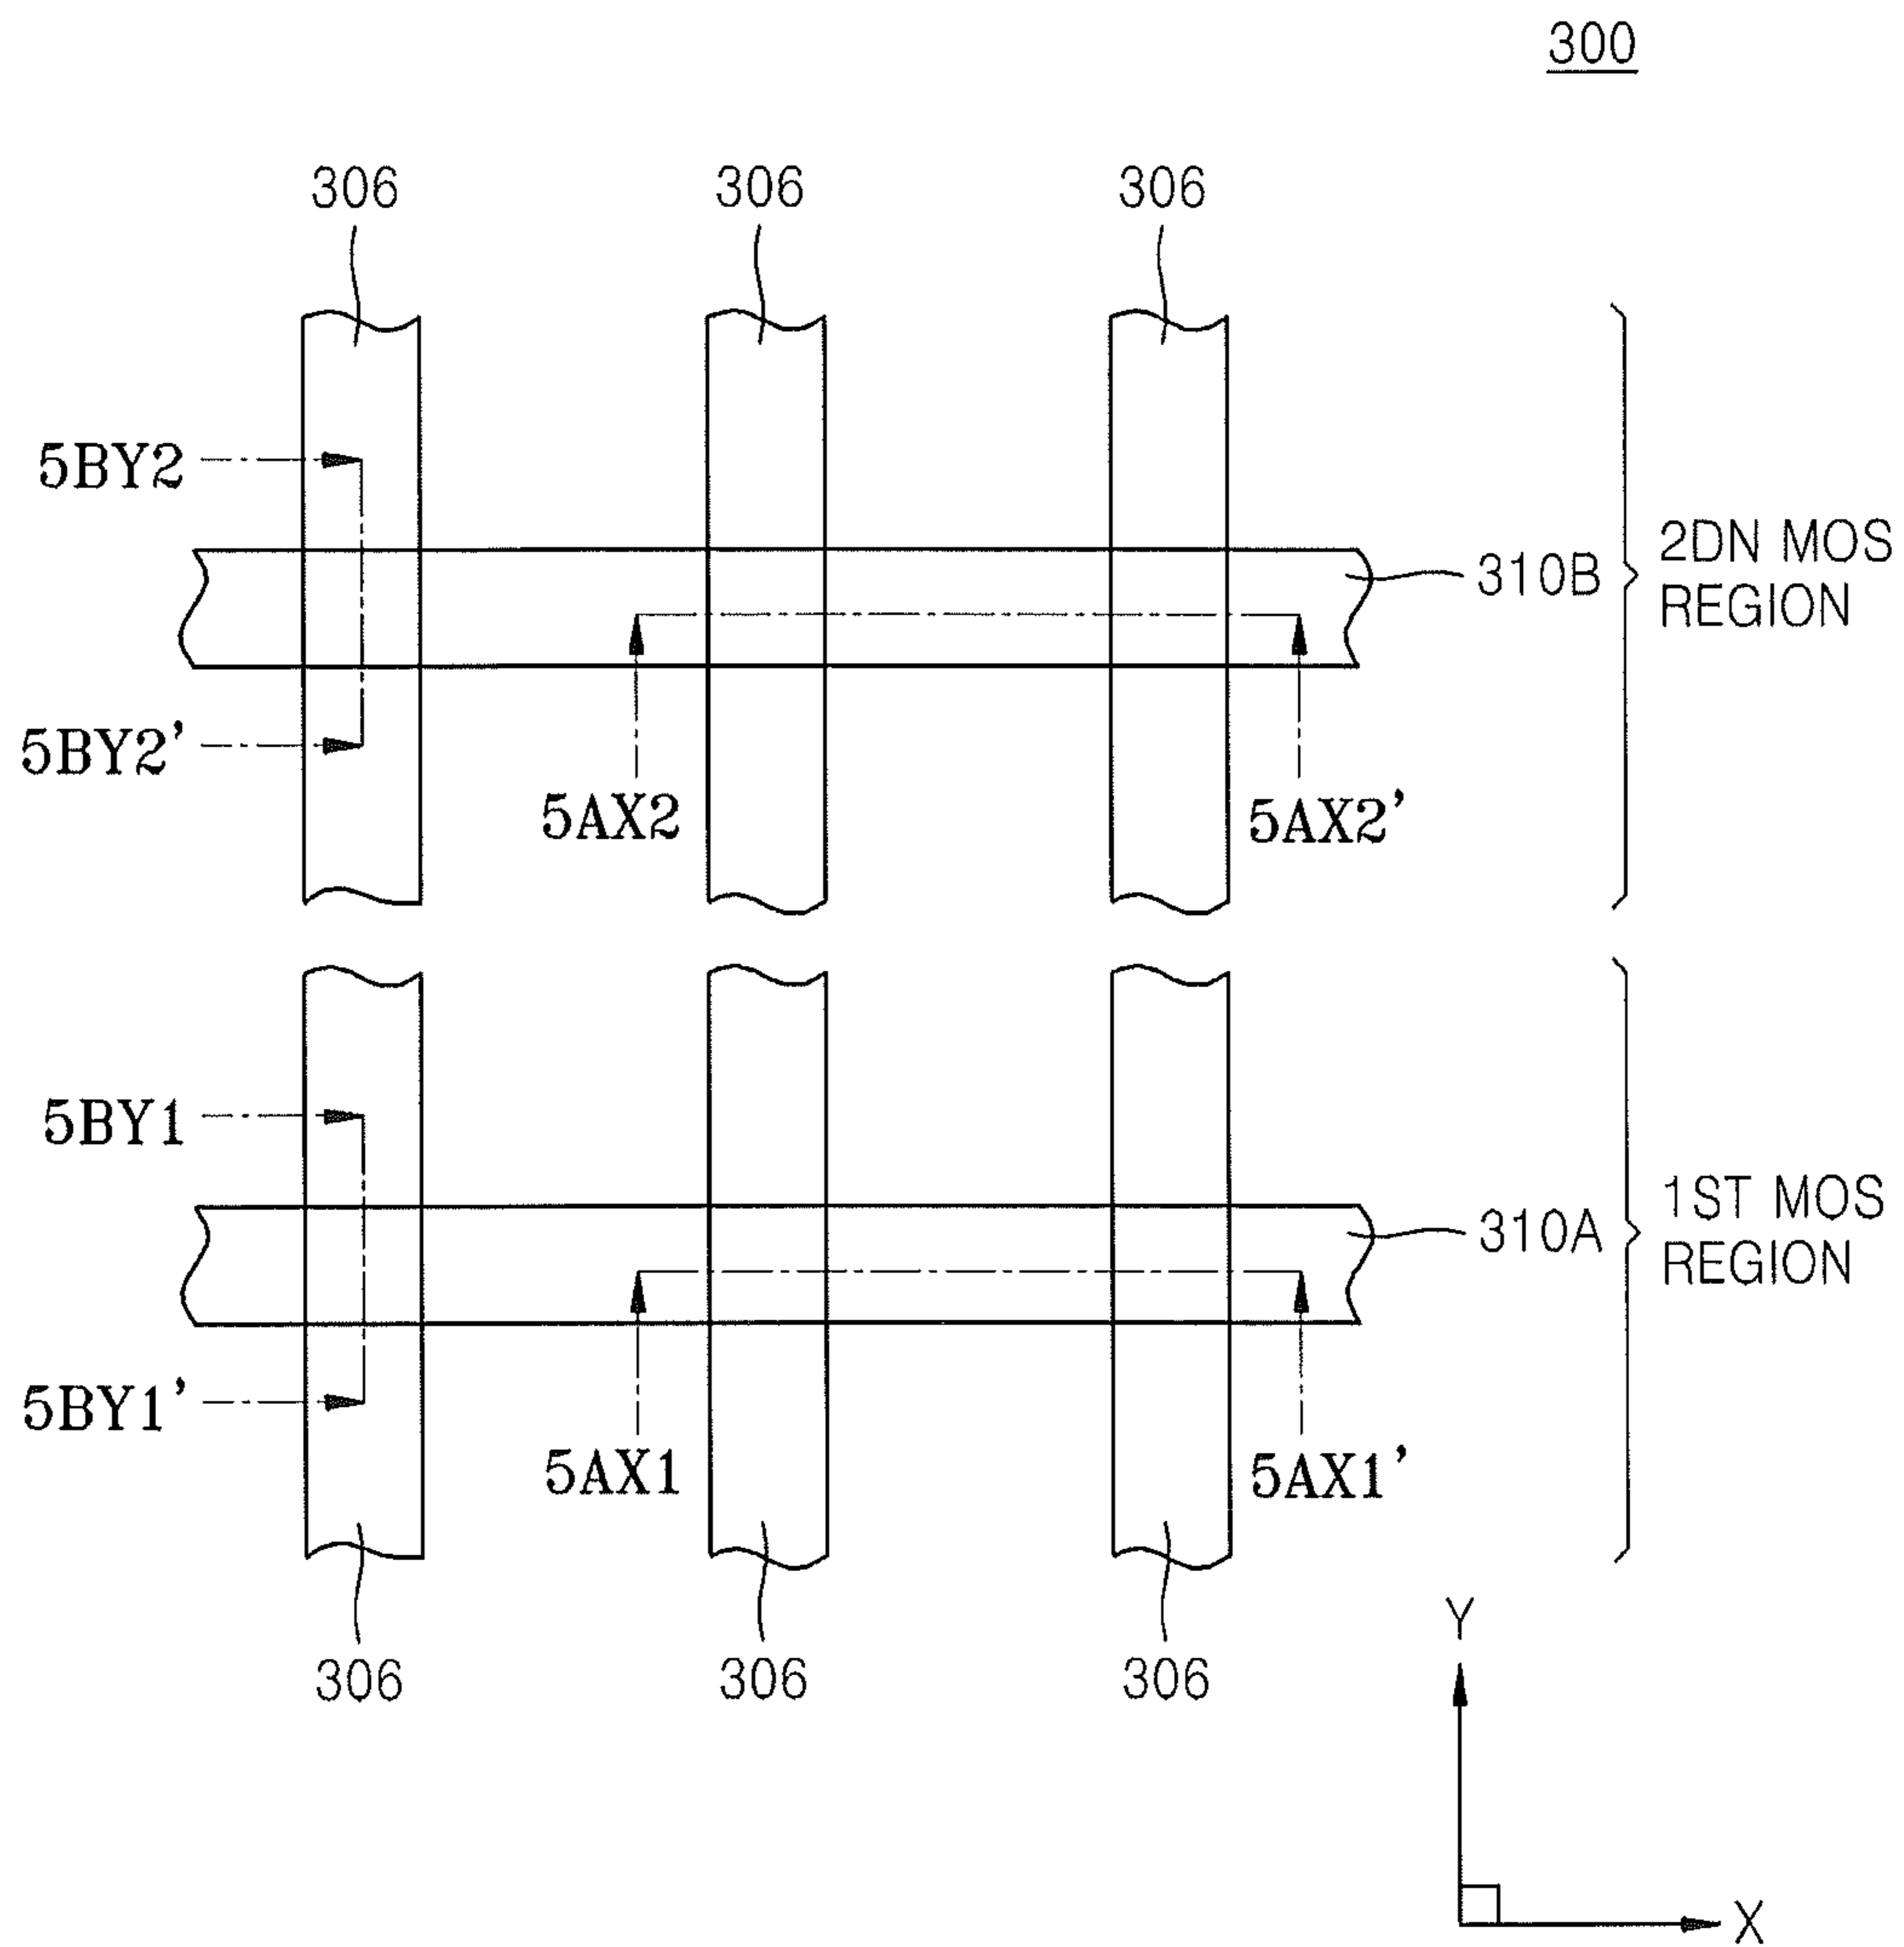 300
306 306 306
5BY2
310B
2DN MOS
REGION
5BY2'
5AX2
5AX2'
5BY1
310A
1ST MOS
REGION
5BY1'
5AX1
5AX1'
306 306 306
Y
X